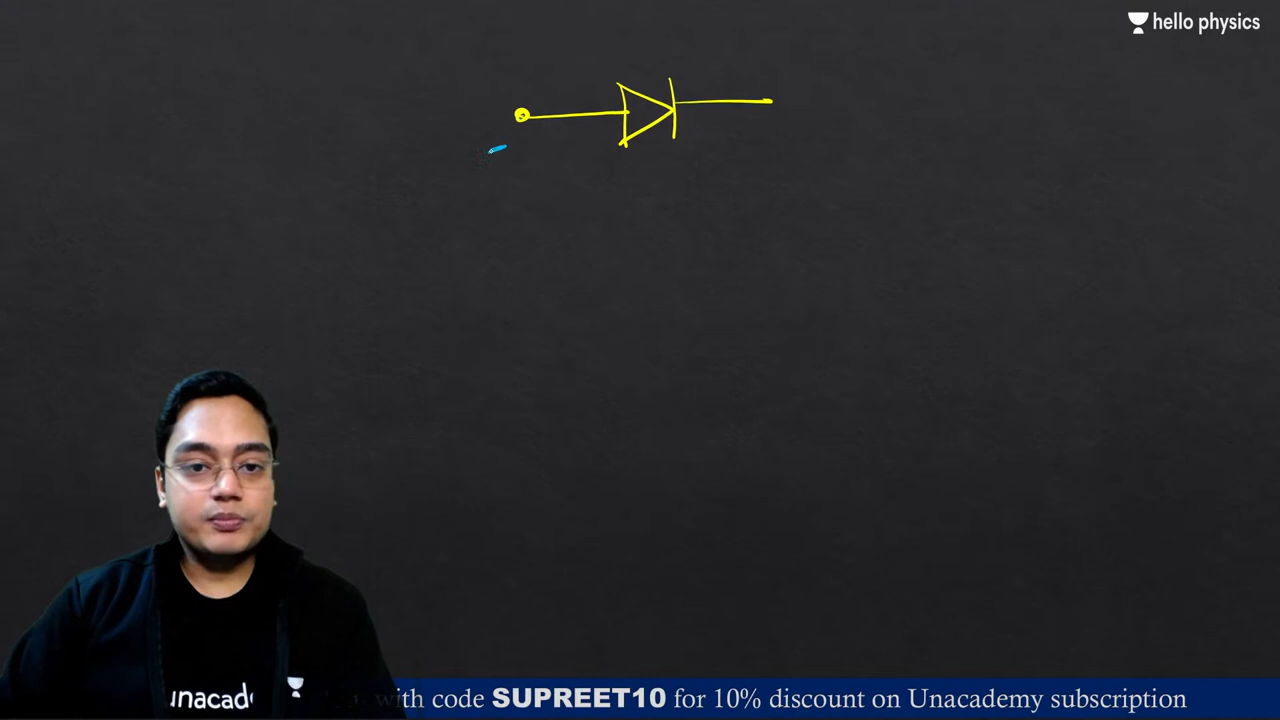 hello physics
unacad
with code SUPREET10 for 10% discount on Unacademy subscription